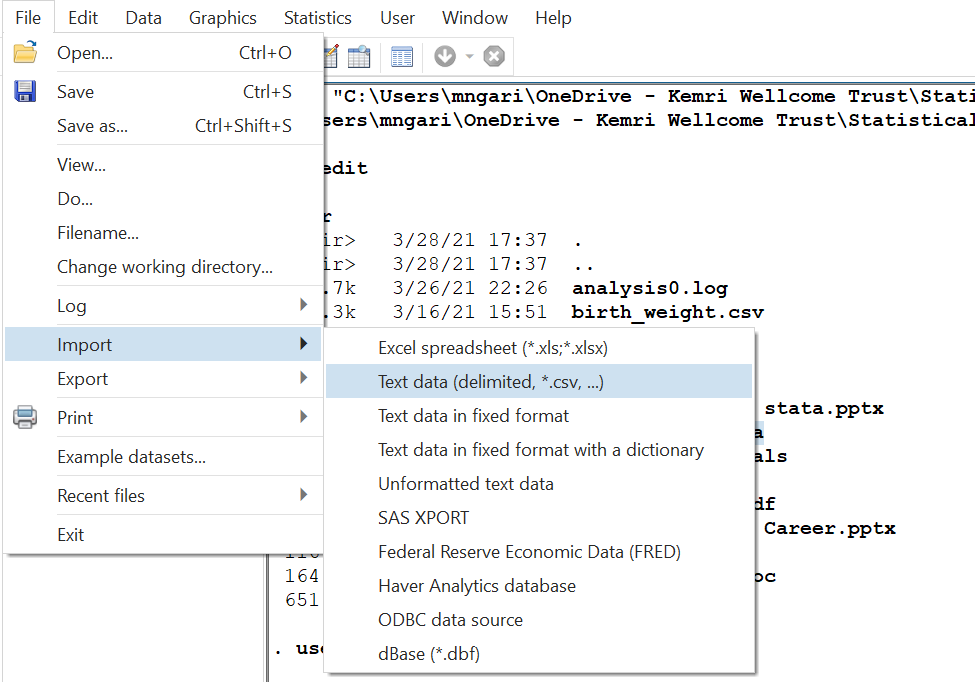 File Edit Data Graphics Statistics User Window Help
Open... Ctrl+O
Save Ctrl+S
Save as... Ctrl+Shift+S
View...
Do...
Filename...
Change working directory...
Log
Import
Export
Print
Example datasets...
Recent files
Exit
Excel spreadsheet (*.xls;*.xlsx)
Text data (delimited, *.csv, ...)
Text data in fixed format
Text data in fixed format with a dictionary
Unformatted text data
SAS XPORT
Federal Reserve Economic Data (FRED)
Haver Analytics database
ODBC data source
dBase (*.dbf)
"C:\Users\mngari\OneDrive - Kemri Wellcome Trust\Stati
sers\mngari\OneDrive - Kemri Wellcome Trust\Statistical
edit
r
ir> 3/28/21 17:37 .
ir> 3/28/21 17:37 ..
.7k 3/26/21 22:26 analysis0.log
.3k 3/16/21 15:51 birth_weight.csv
stata.pptx
a
als
df
Career.pptx
164
oc
651
. use